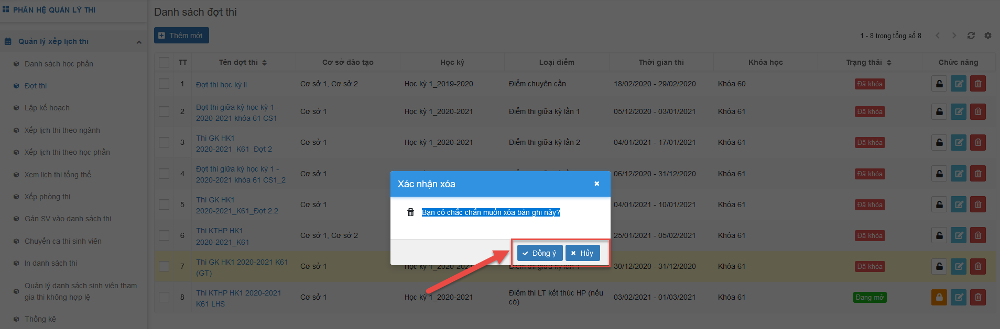 PHÂN HỆ QUẢN LÝ THI
Quản lý xếp lịch thi
Danh sách học phần
Đợt thi
Lập kế hoạch
Xếp lịch thi theo ngành
Xếp lịch thi theo học phần
Xem lịch thi tổng thể
Xếp phòng thi
Gán SV vào danh sách thi
Chuyển ca thi sinh viên
In danh sách thi
Quản lý danh sách sinh viên tham
gia thi không hợp lệ
Thống kê
Danh sách đợt thi
Thêm mới
1 - 8 trong tổng số 8
TT Tên đợt thi Cơ sở đào tạo Học kỳ Loại điểm Thời gian thi Khóa học Trạng thái Chức năng
1 Đợt thi học kỳ II Cơ sở 1, Cơ sở 2 Học kỳ 1_2019-2020 Điểm chuyên cần 18/02/2020 - 29/02/2020 Khóa 60 Đã khóa
2 Đợt thi giữa kỳ học kỳ 1 -
2020-2021 khóa 61 CS1 Cơ sở 1 Học kỳ 1_2020-2021 Điểm thi giữa kỳ lần 1 05/12/2020 - 03/01/2021 Khóa 61 Đã khóa
3 Thi GK HK1
2020-2021_K61_Đợt 2 Cơ sở 1 Học kỳ 1_2020-2021 Điểm thi giữa kỳ lần 2 04/01/2021 - 17/01/2021 Khóa 61 Đã khóa
4 Đợt thi giữa kỳ học kỳ 1 -
2020-2021 khóa 61 CS1_2 Cơ sở 1 06/12/2020 - 31/12/2020 Khóa 61 Đã khóa
5 Thi GK HK1
2020-2021_K61_Đợt 2.2 Cơ sở 1 04/01/2021 - 10/01/2021 Khóa 61 Đã khóa
6 Thi KTHP HK1
2020-2021_K61 Cơ sở 1, Cơ sở 2 25/01/2021 - 05/02/2021 Khóa 61 Đã khóa
7 Thi GK HK1 2020-2021 K61
(GT) Cơ sở 1 Học kỳ 1_2020-2021 Điểm thi giữa kỳ lần 1 30/12/2020 - 31/12/2020 Khóa 61 Đã khóa
8 Thi KTHP HK1 2020-2021
K61 LHS Cơ sở 1 Học kỳ 1_2020-2021 Điểm thi LT kết thúc HP (nếu
có) 03/02/2021 - 01/03/2021 Khóa 61 Đang mở
Xác nhận xóa
Bạn có chắc chắn muốn xóa bản ghi này?
Đồng ý
Hủy